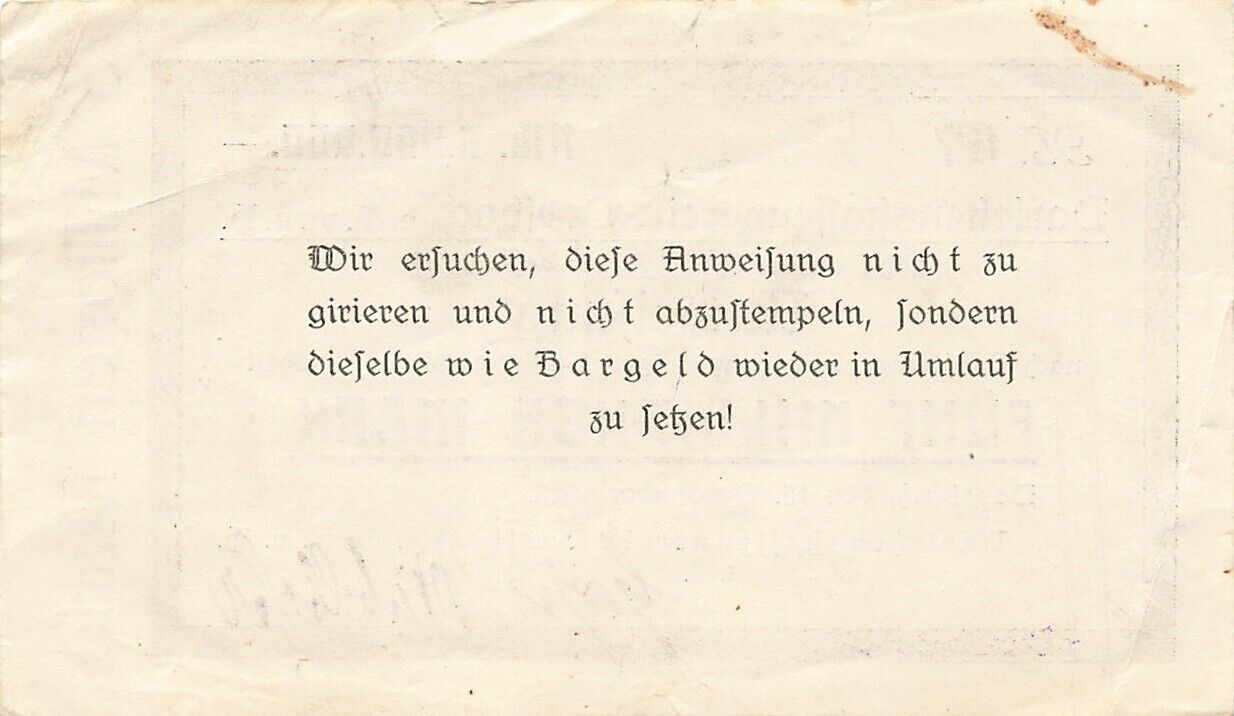 Wir ersuchen, diese Anweisung nicht zu
girieren und nicht abzustempeln, sondern
dieselbe wie Bargeld wieder in Umlauf
zu setzen!